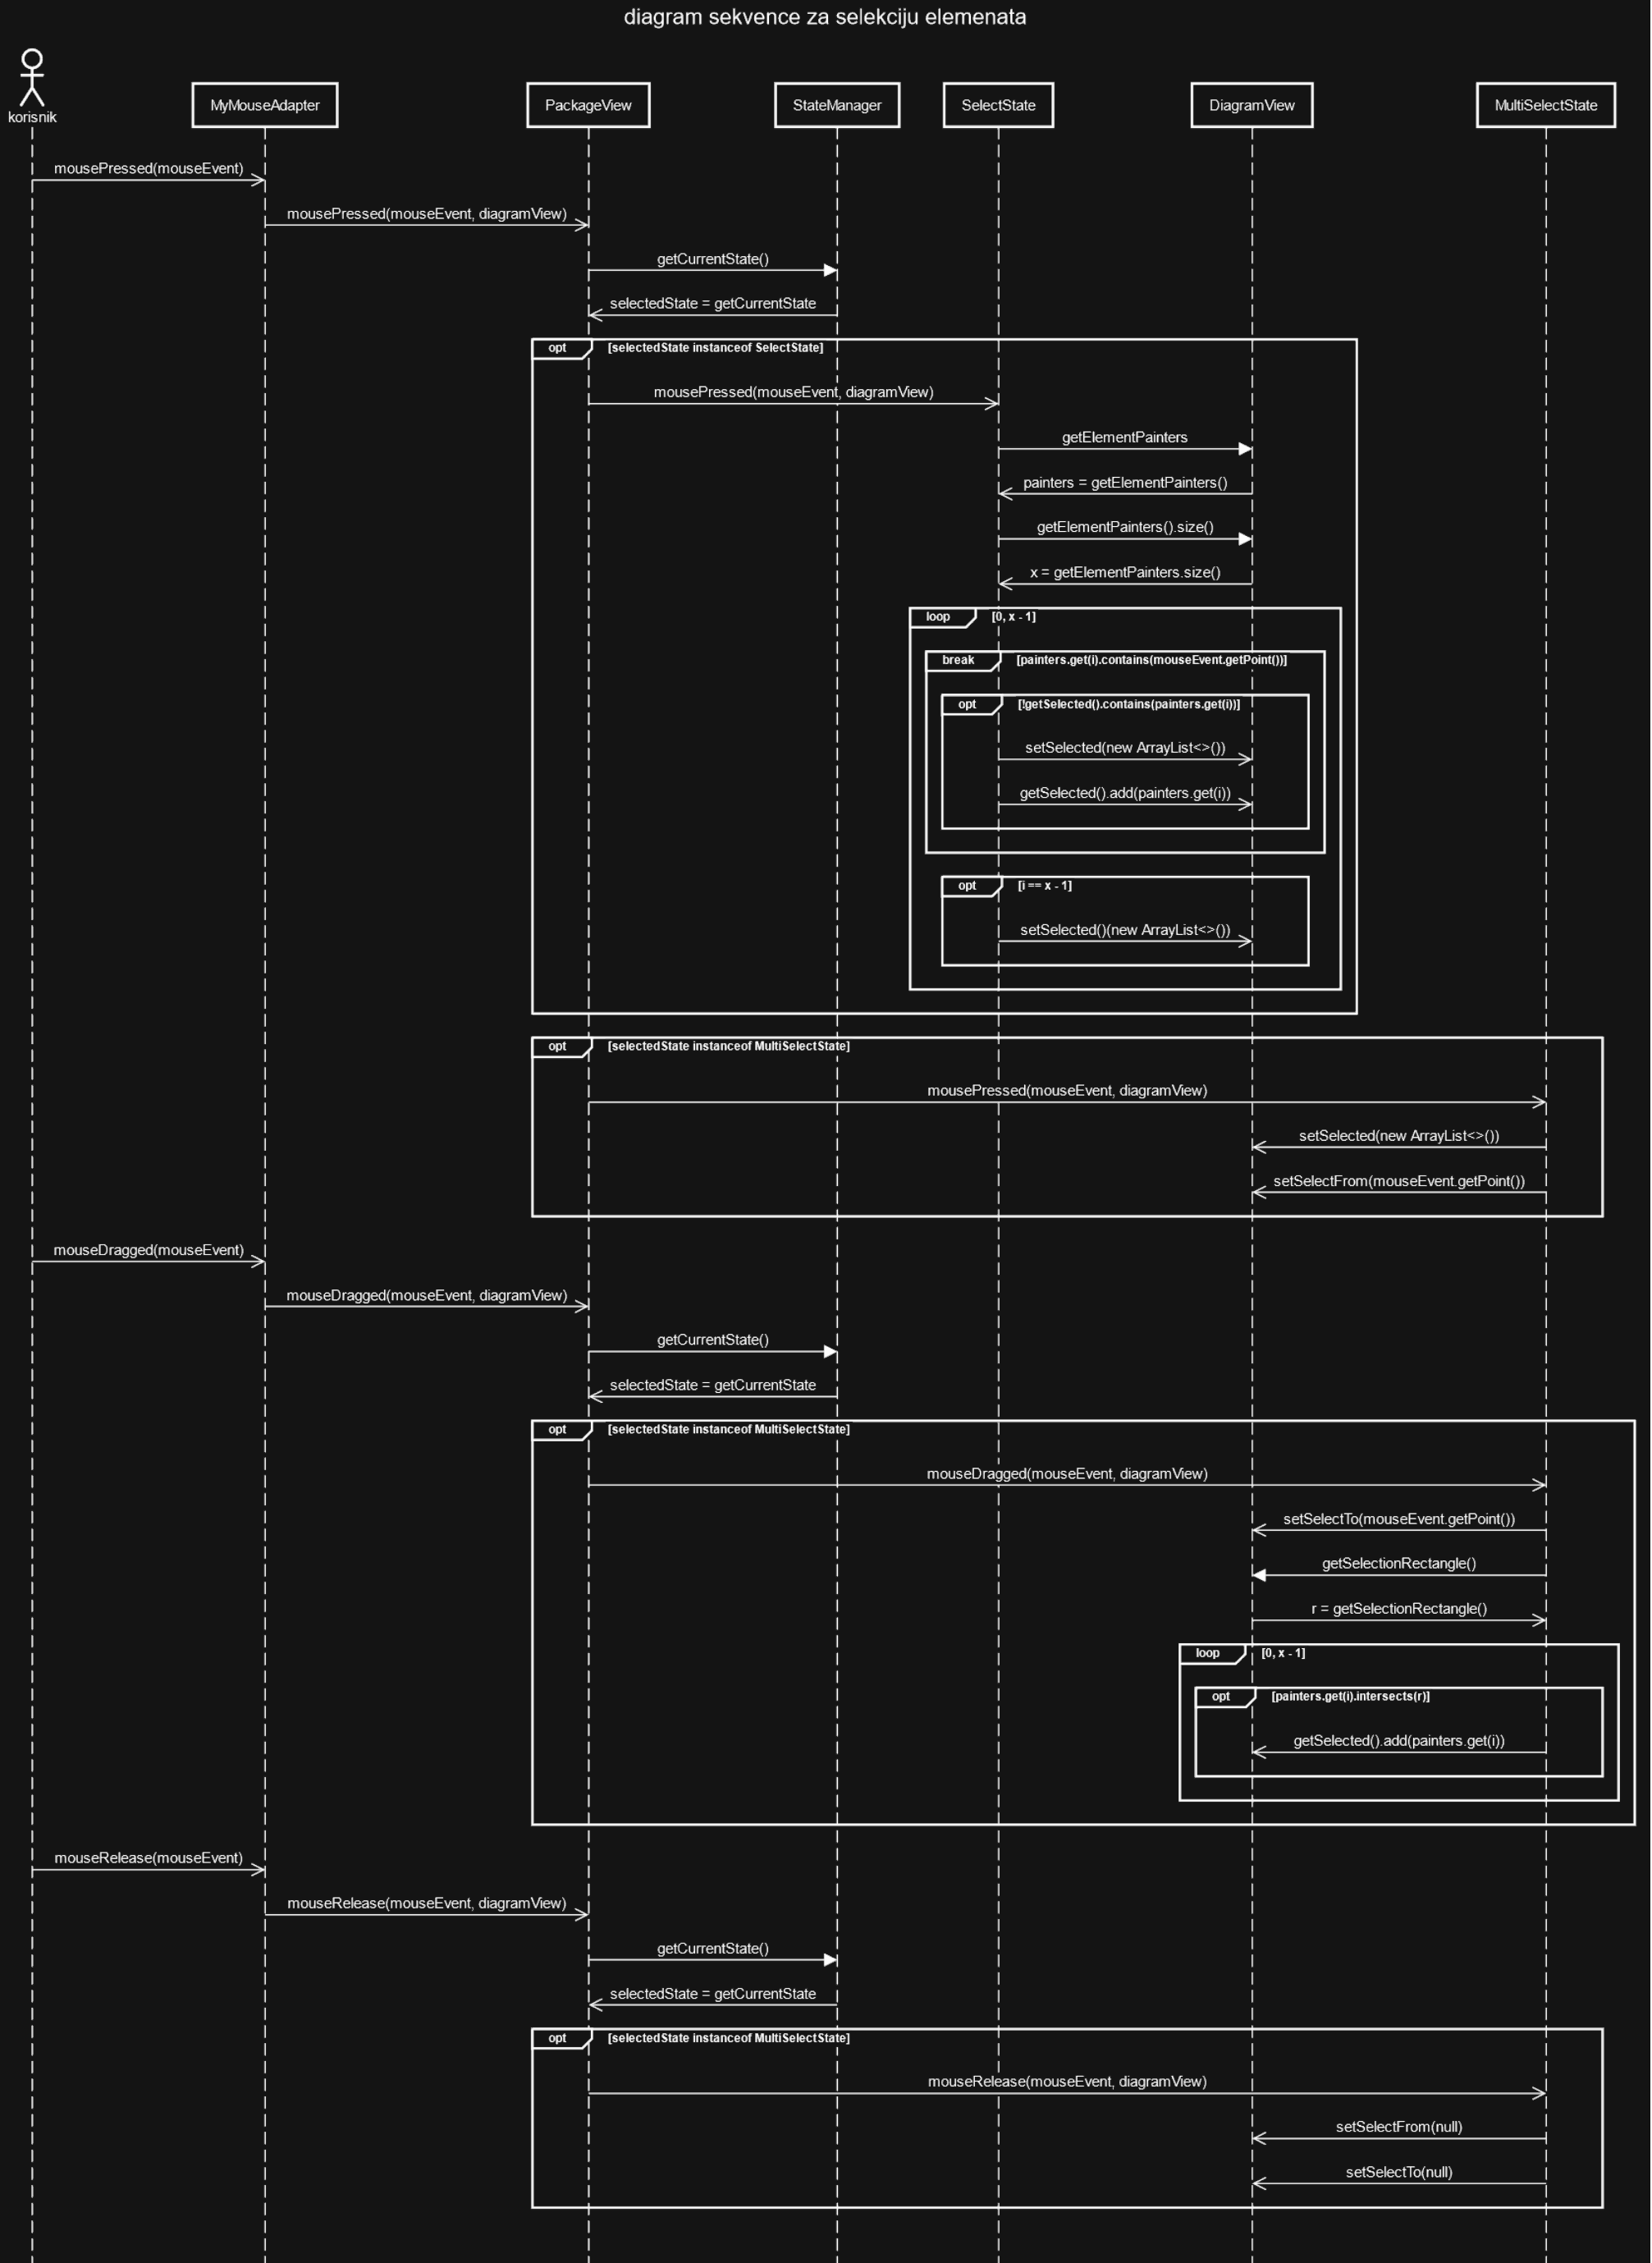 diagram sekvence za selekciju elemenata
korisnik
MyMouseAdapter
PackageView
StateManager
SelectState
DiagramView
MultiSelectState
mousePressed(mouseEvent)
mousePressed(mouseEvent, diagramView)
getCurrentState()
selectedState = getCurrentState
opt [selectedState instanceof SelectState]
mousePressed(mouseEvent, diagramView)
getElementPainters
painters = getElementPainters()
getElementPainters().size()
x = getElementPainters.size()
loop [0, x - 1]
break [painters.get(i).contains(mouseEvent.getPoint())]
opt [!getSelected().contains(painters.get(i))]
setSelected(new ArrayList<>())
getSelected().add(painters.get(i))
opt [i == x - 1]
setSelected()(new ArrayList<>())
opt [selectedState instanceof MultiSelectState]
mousePressed(mouseEvent, diagramView)
setSelected(new ArrayList<>())
setSelectFrom(mouseEvent.getPoint())
mouseDragged(mouseEvent)
mouseDragged(mouseEvent, diagramView)
getCurrentState()
selectedState = getCurrentState
opt [selectedState instanceof MultiSelectState]
mouseDragged(mouseEvent, diagramView)
setSelectTo(mouseEvent.getPoint())
getSelectionRectangle()
r = getSelectionRectangle()
loop [0, x - 1]
opt [painters.get(i).intersects(r)]
getSelected().add(painters.get(i))
mouseRelease(mouseEvent)
mouseRelease(mouseEvent, diagramView)
getCurrentState()
selectedState = getCurrentState
opt [selectedState instanceof MultiSelectState]
mouseRelease(mouseEvent, diagramView)
setSelectFrom(null)
setSelectTo(null)